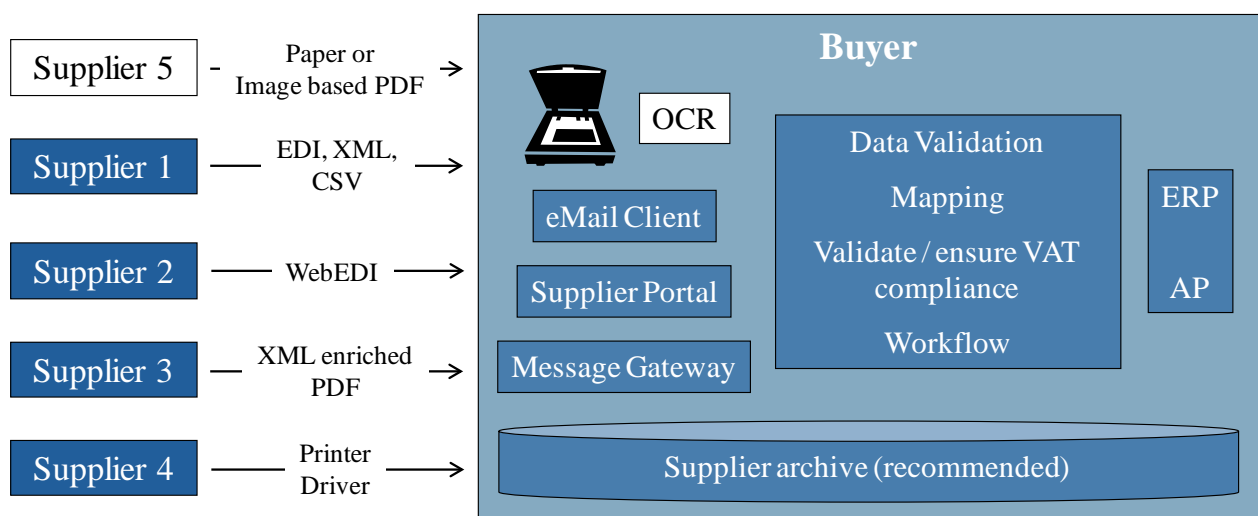 Supplier 5
Paper or
Image based PDF
Supplier 1
EDI, XML,
CSV
Supplier 2
WebEDI
Supplier 3
XML enriched
PDF
Supplier 4
Printer
Driver
Buyer
OCR
eMail Client
Supplier Portal
Message Gateway
Data Validation
Mapping
Validate / ensure VAT
compliance
Workflow
ERP
AP
Supplier archive (recommended)